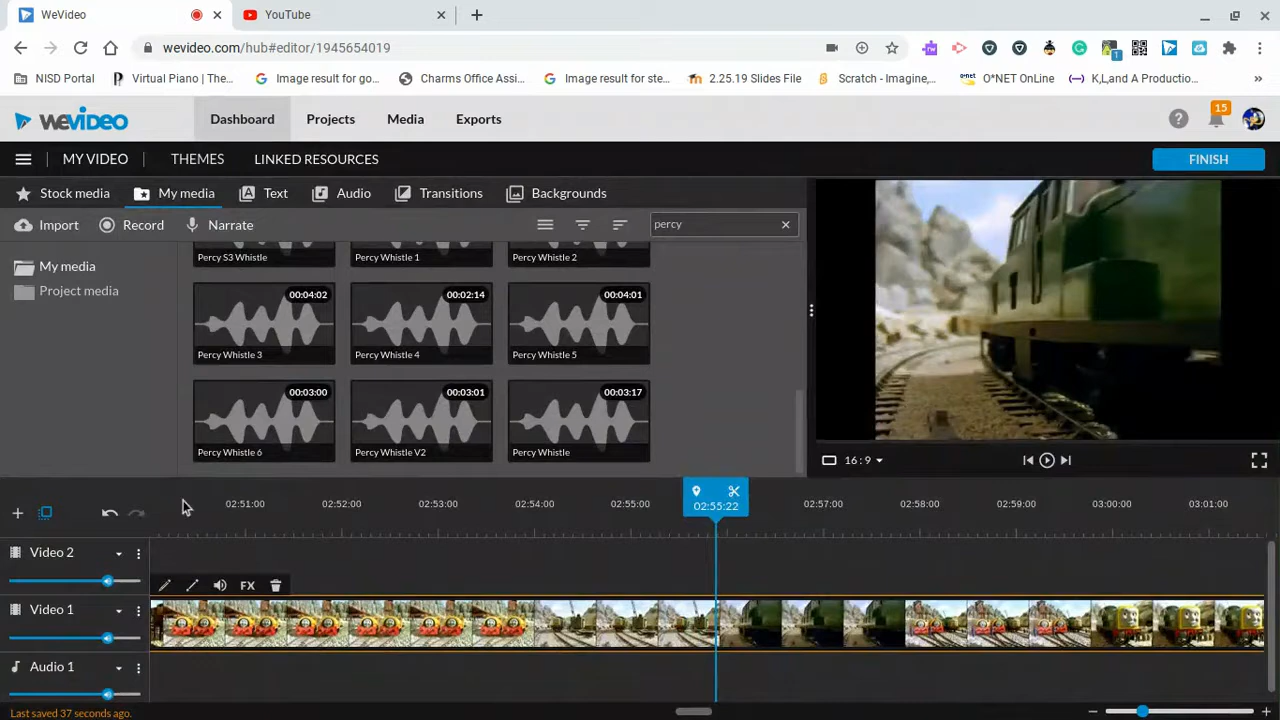 WeVideo
YouTube
wevideo.com/hub#editor/1945654019
NISD Portal
Virtual Piano | The...
Image result for go...
Charms Office Assi...
Image result for ste...
2.25.19 Slides File
Scratch - Imagine,...
O*NET OnLine
K,L,and A Productio...
»
WEVIDEO
Dashboard
Projects
Media
Exports
15
MY VIDEO
THEMES
LINKED RESOURCES
FINISH
Stock media
My media
Text
Audio
Transitions
Backgrounds
Import
Record
Narrate
percy
My media
Project media
Percy S3 Whistle
Percy Whistle 1
Percy Whistle 2
00:04:02
00:02:14
00:04:01
Percy Whistle 3
Percy Whistle 4
Percy Whistle 5
00:03:00
00:03:01
00:03:17
Percy Whistle 6
Percy Whistle V2
Percy Whistle
16:9
02:51:00
02:52:00
02:53:00
02:54:00
02:55:00
02:55:22
02:57:00
02:58:00
02:59:00
03:00:00
03:01:00
Video 2
FX
Video 1
Audio 1
Last saved 37 seconds ago.